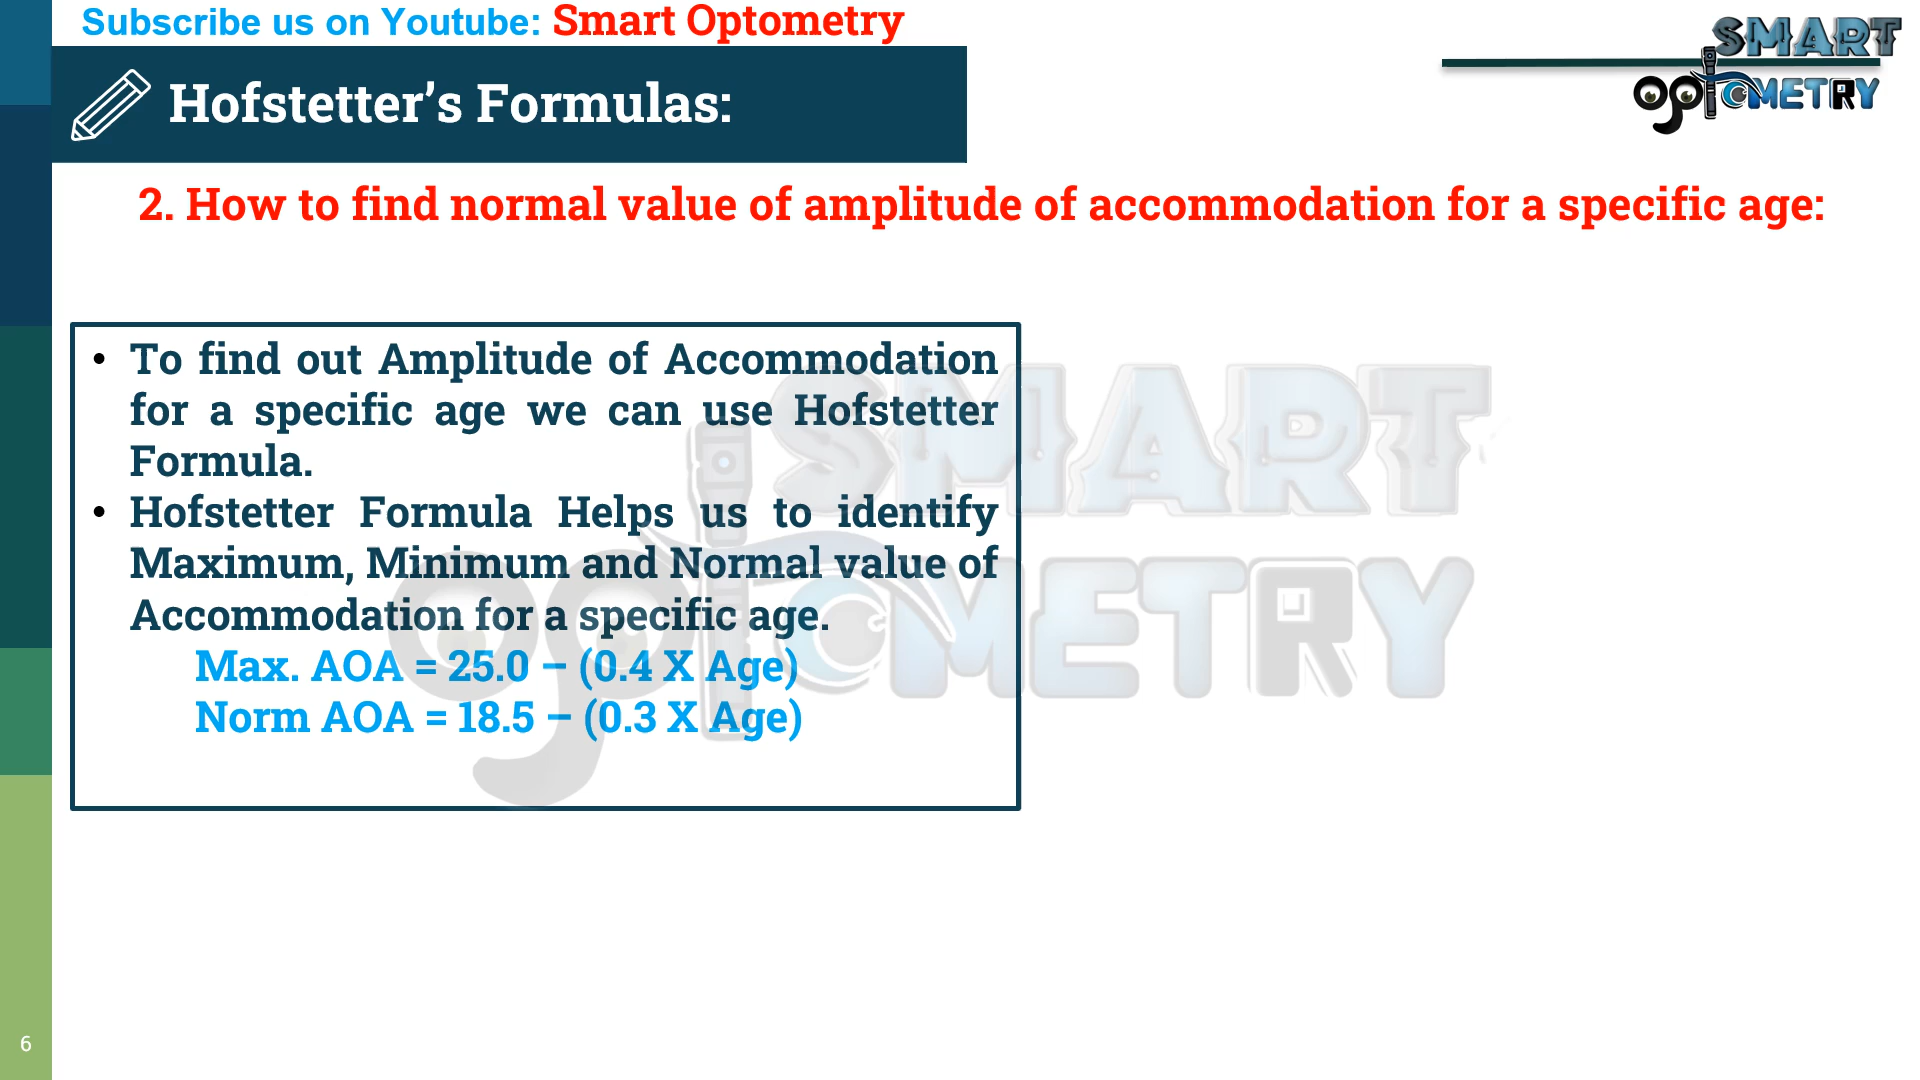 Subscribe us on Youtube: Smart Optometry
SMART
OptOMETRY
Hofstetter’s Formulas:
2. How to find normal value of amplitude of accommodation for a specific age:
• To find out Amplitude of Accommodation
for a specific age we can use Hofstetter
Formula.
• Hofstetter Formula Helps us to identify
Maximum, Minimum and Normal value of
Accommodation for a specific age.
Max. AOA = 25.0 – (0.4 X Age)
Norm AOA = 18.5 – (0.3 X Age)
SMART
OptOMETRY
6